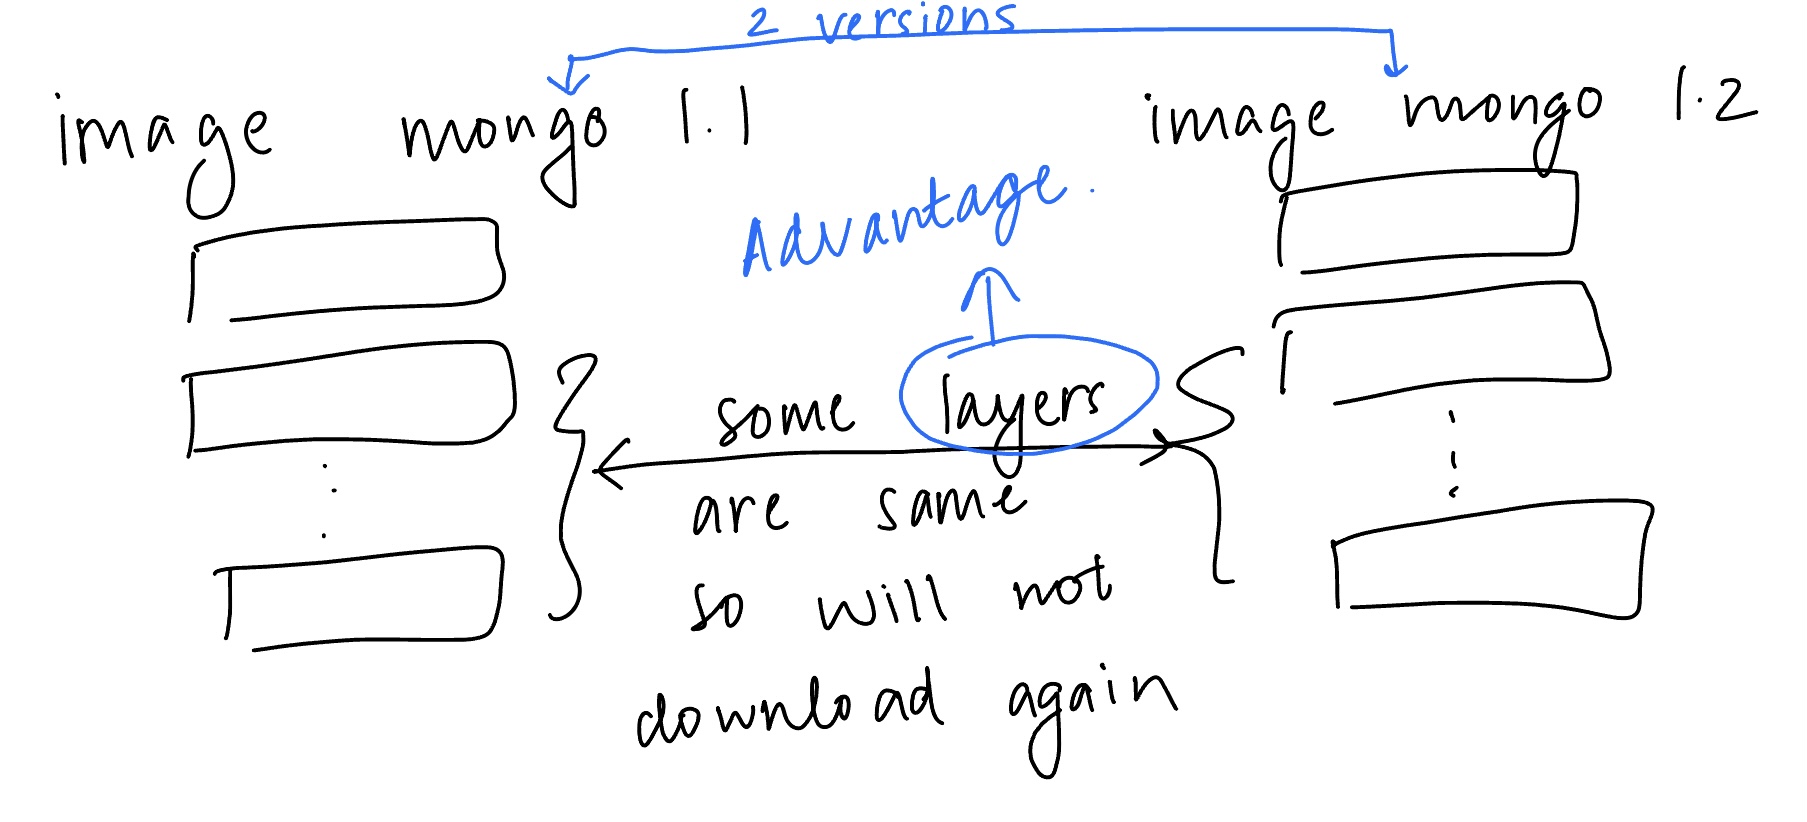 2 versions
image mongo 1.1
image mongo 1.2
Advantage.
some layers
are same
so will not
download again